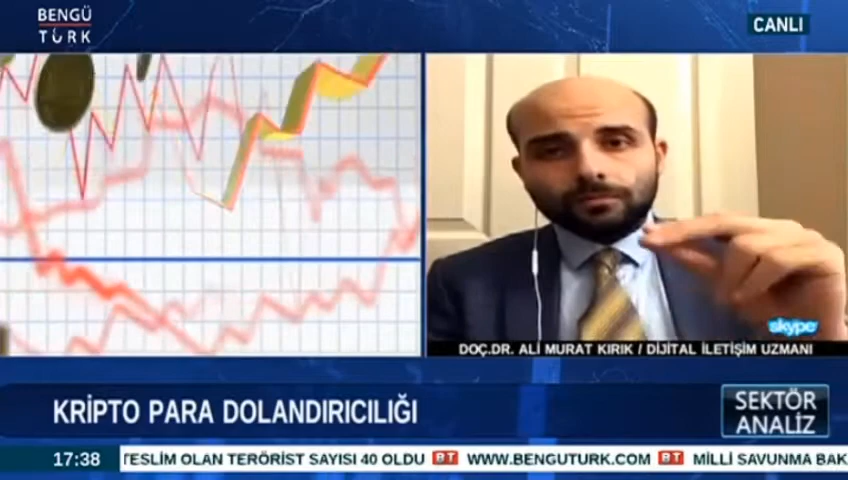 BENGÜ
TÜRK
CANLI
skype
DOÇ.DR. ALİ MURAT KIRIK / DİJİTAL İLETİŞİM UZMANI
KRİPTO PARA DOLANDIRICILIĞI
SEKTÖR
ANALİZ
17:38 TESLİM OLAN TERÖRİST SAYISI 40 OLDU BT WWW.BENGUTURK.COM BT MİLLİ SAVUNMA BAK